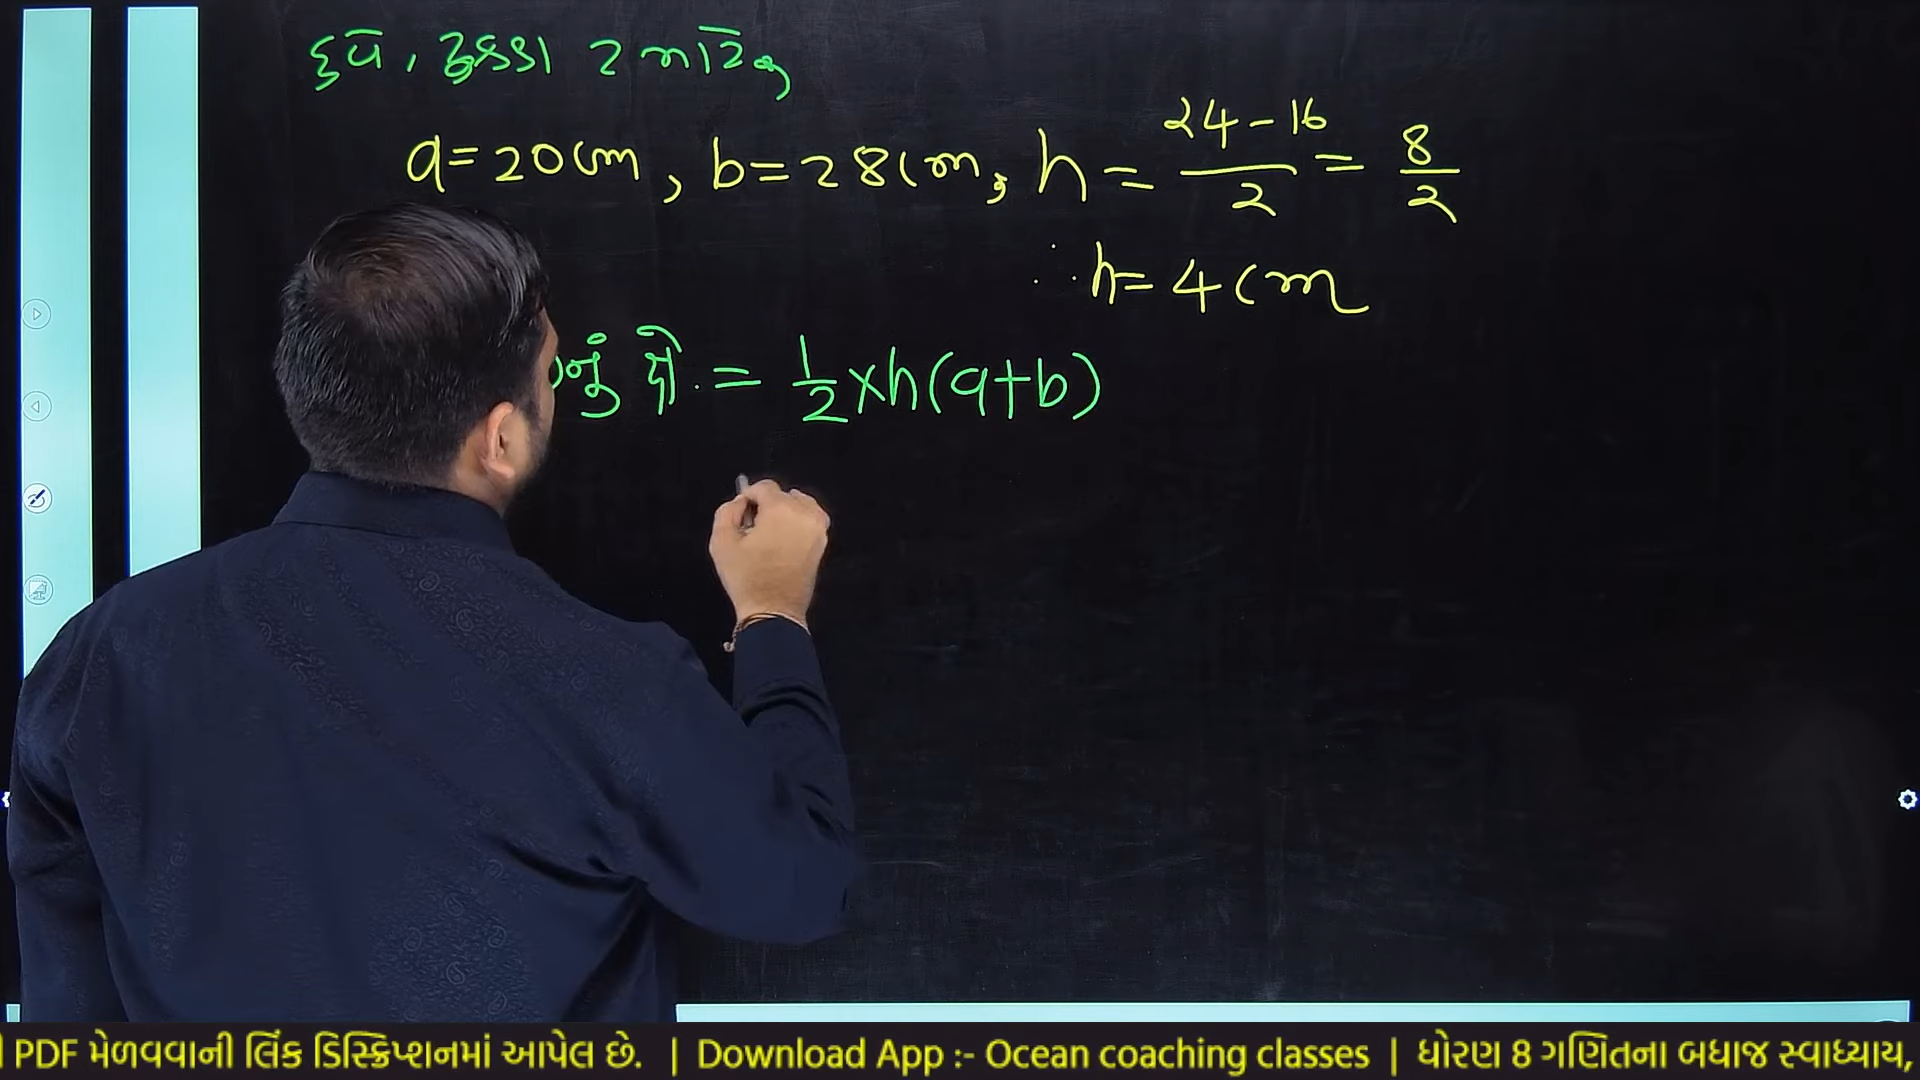 હવે, ટુકડા 2 માટે
a=20cm, b=28cm, h = 24-16/2 = 8/2
∴ h= 4cm
નું ક્ષે. = 1/2 xh(a+b)
PDF મેળવવાની લિંક ડિસ્ક્રિપ્શનમાં આપેલ છે. | Download App :- Ocean coaching classes | ધોરણ 8 ગણિતના બધાજ સ્વાધ્યાય,